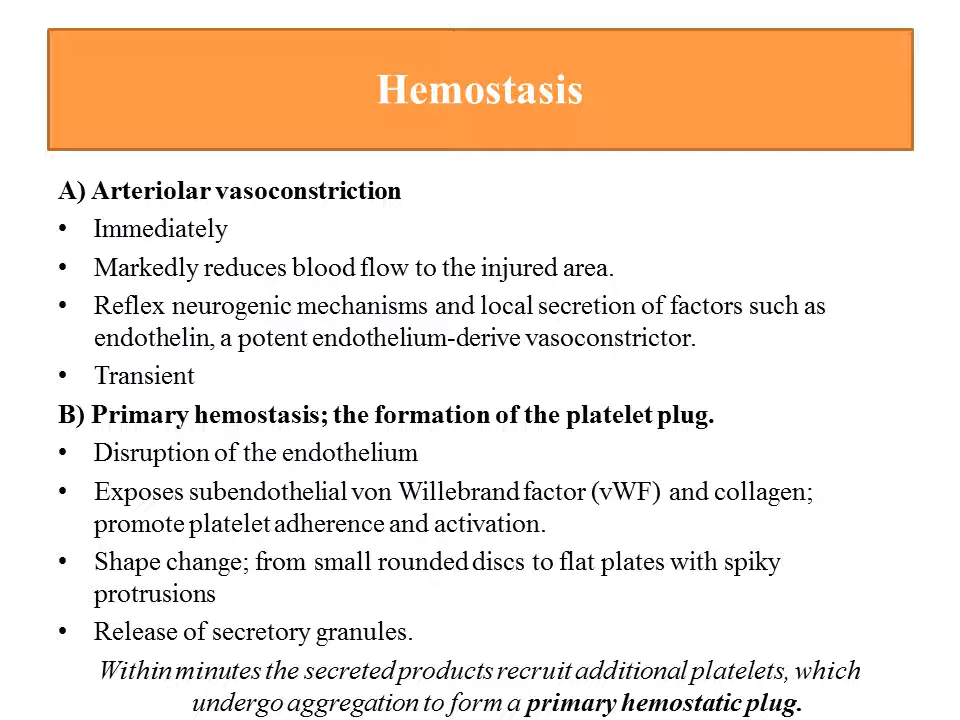 Hemostasis
A) Arteriolar vasoconstriction
• Immediately
• Markedly reduces blood flow to the injured area.
• Reflex neurogenic mechanisms and local secretion of factors such as
endothelin, a potent endothelium-derive vasoconstrictor.
• Transient
B) Primary hemostasis; the formation of the platelet plug.
• Disruption of the endothelium
• Exposes subendothelial von Willebrand factor (vWF) and collagen;
promote platelet adherence and activation.
• Shape change; from small rounded discs to flat plates with spiky
protrusions
• Release of secretory granules.
Within minutes the secreted products recruit additional platelets, which
undergo aggregation to form a primary hemostatic plug.